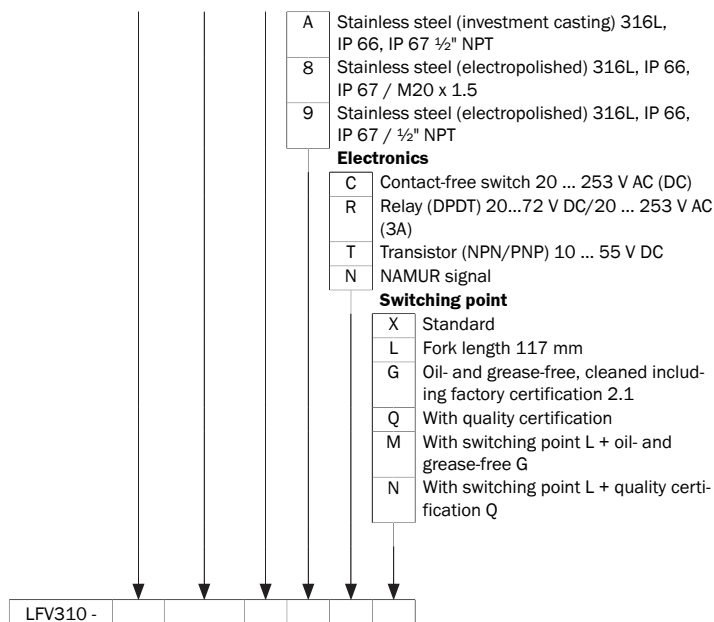 A Stainless steel (investment casting) 316L,
IP 66, IP 67 ½" NPT
8 Stainless steel (electropolished) 316L, IP 66,
IP 67 / M20 x 1.5
9 Stainless steel (electropolished) 316L, IP 66,
IP 67 / ½" NPT
Electronics
C Contact-free switch 20 ... 253 V AC (DC)
R Relay (DPDT) 20...72 V DC/20 ... 253 V AC
(3A)
T Transistor (NPN/PNP) 10 ... 55 V DC
N NAMUR signal
Switching point
X Standard
L Fork length 117 mm
G Oil- and grease-free, cleaned includ-
ing factory certification 2.1
Q With quality certification
M With switching point L + oil- and
grease-free G
N With switching point L + quality certi-
fication Q
LFV310 -